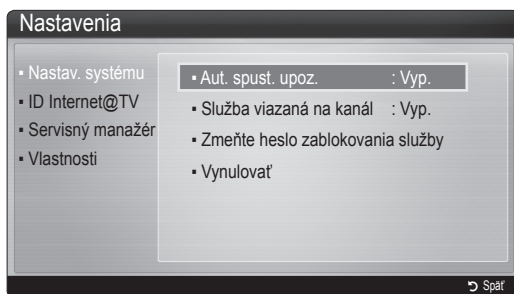 Nastavenia
▪ Nastav. systému
▪ ID Internet@TV
▪ Servisný manažér
▪ Vlastnosti
▪ Aut. spust. upoz. : Vyp.
▪ Služba viazaná na kanál : Vyp.
▪ Zmeňte heslo zablokovania služby
▪ Vynulovať
Späť